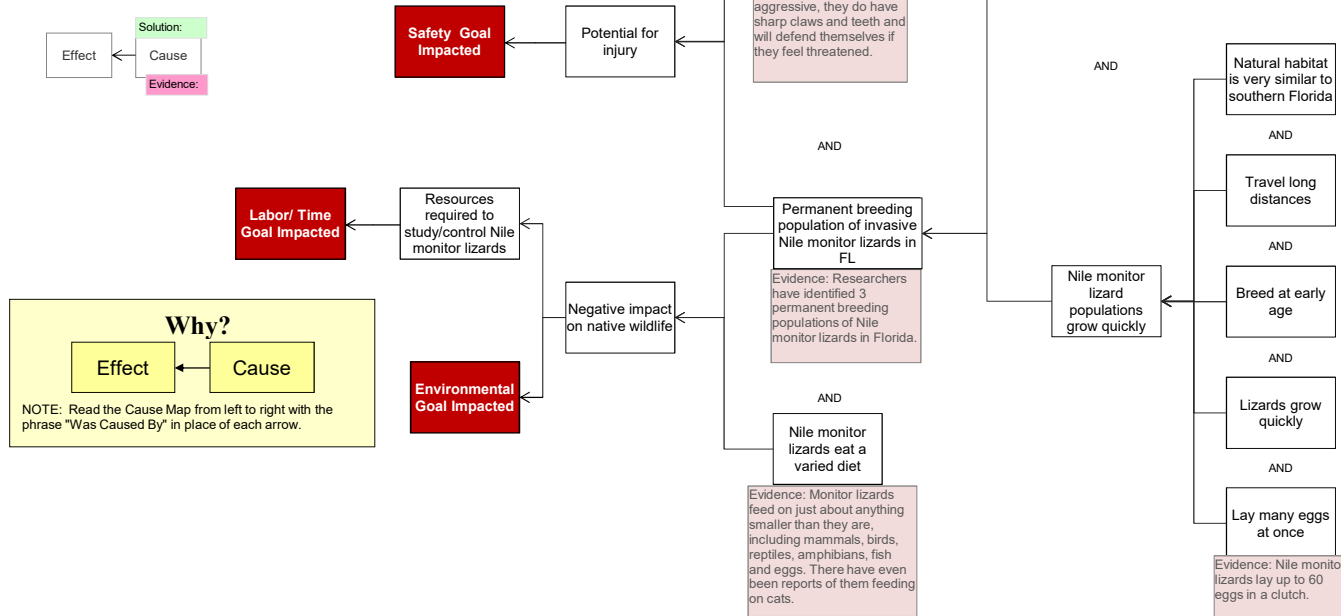 Solution:
Effect
Cause
Evidence:
Safety Goal
Impacted
Potential for
injury
aggressive, they do have
sharp claws and teeth and
will defend themselves if
they feel threatened.
AND
Natural habitat
is very similar to
southern Florida
AND
AND
Travel long
distances
Labor/ Time
Goal Impacted
Resources
required to
study/control Nile
monitor lizards
Permanent breeding
population of invasive
Nile monitor lizards in
FL
Evidence: Researchers
have identified 3
permanent breeding
populations of Nile
monitor lizards in Florida.
AND
Nile monitor
lizard
populations
grow quickly
Breed at early
age
Why?
Effect
Cause
NOTE: Read the Cause Map from left to right with the
phrase "Was Caused By" in place of each arrow.
Negative impact
on native wildlife
AND
Environmental
Goal Impacted
AND
Lizards grow
quickly
Nile monitor
lizards eat a
varied diet
AND
Evidence: Monitor lizards
feed on just about anything
smaller than they are,
including mammals, birds,
reptiles, amphibians, fish
and eggs. There have even
been reports of them feeding
on cats.
Lay many eggs
at once
Evidence: Nile monito
lizards lay up to 60
eggs in a clutch.